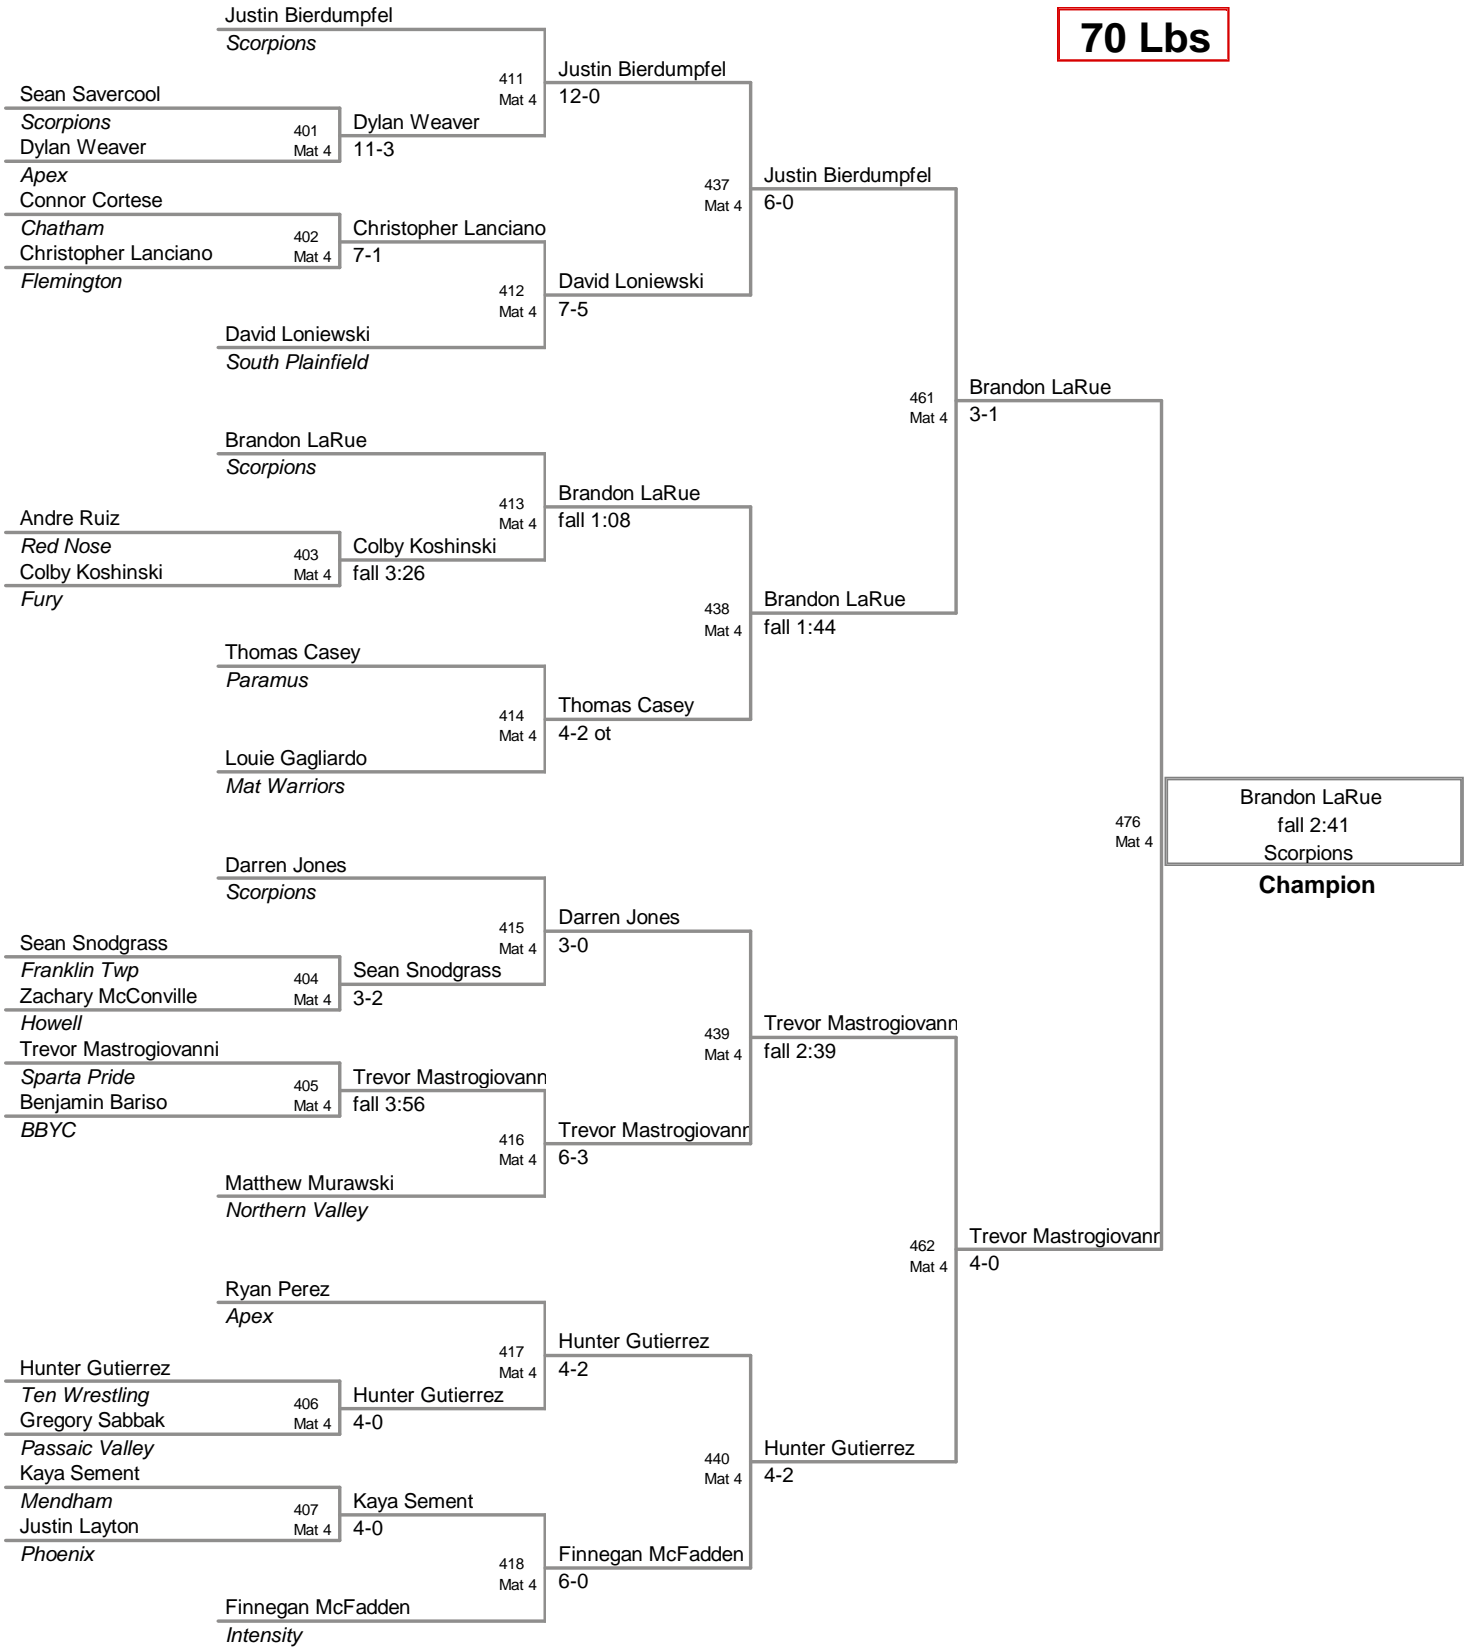 70 Lbs
Justin Bierdumpfel
Scorpions
411
Mat 4
Justin Bierdumpfel
12-0
Sean Savercool
Scorpions
401
Mat 4
Dylan Weaver
11-3
Dylan Weaver
Apex
437
Mat 4
Justin Bierdumpfel
6-0
Connor Cortese
Chatham
402
Mat 4
Christopher Lanciano
7-1
Christopher Lanciano
Flemington
412
Mat 4
David Loniewski
7-5
David Loniewski
South Plainfield
461
Mat 4
Brandon LaRue
3-1
Brandon LaRue
Scorpions
413
Mat 4
Brandon LaRue
fall 1:08
Andre Ruiz
Red Nose
403
Mat 4
Colby Koshinski
fall 3:26
Colby Koshinski
Fury
438
Mat 4
Brandon LaRue
fall 1:44
Thomas Casey
Paramus
414
Mat 4
Thomas Casey
4-2 ot
Louie Gagliardo
Mat Warriors
476
Mat 4
Brandon LaRue
fall 2:41
Scorpions
Champion
Darren Jones
Scorpions
415
Mat 4
Darren Jones
3-0
Sean Snodgrass
Franklin Twp
404
Mat 4
Sean Snodgrass
3-2
Zachary McConville
Howell
439
Mat 4
Trevor Mastrogiovann
fall 2:39
Trevor Mastrogiovanni
Sparta Pride
405
Mat 4
Trevor Mastrogiovann
fall 3:56
Benjamin Bariso
BBYC
416
Mat 4
Trevor Mastrogiovanr
6-3
Matthew Murawski
Northern Valley
462
Mat 4
Trevor Mastrogiovanr
4-0
Ryan Perez
Apex
417
Mat 4
Hunter Gutierrez
4-2
Hunter Gutierrez
Ten Wrestling
406
Mat 4
Hunter Gutierrez
4-0
Gregory Sabbak
Passaic Valley
440
Mat 4
Hunter Gutierrez
4-2
Kaya Sement
Mendham
407
Mat 4
Kaya Sement
4-0
Justin Layton
Phoenix
418
Mat 4
Finnegan McFadden
6-0
Finnegan McFadden
Intensity